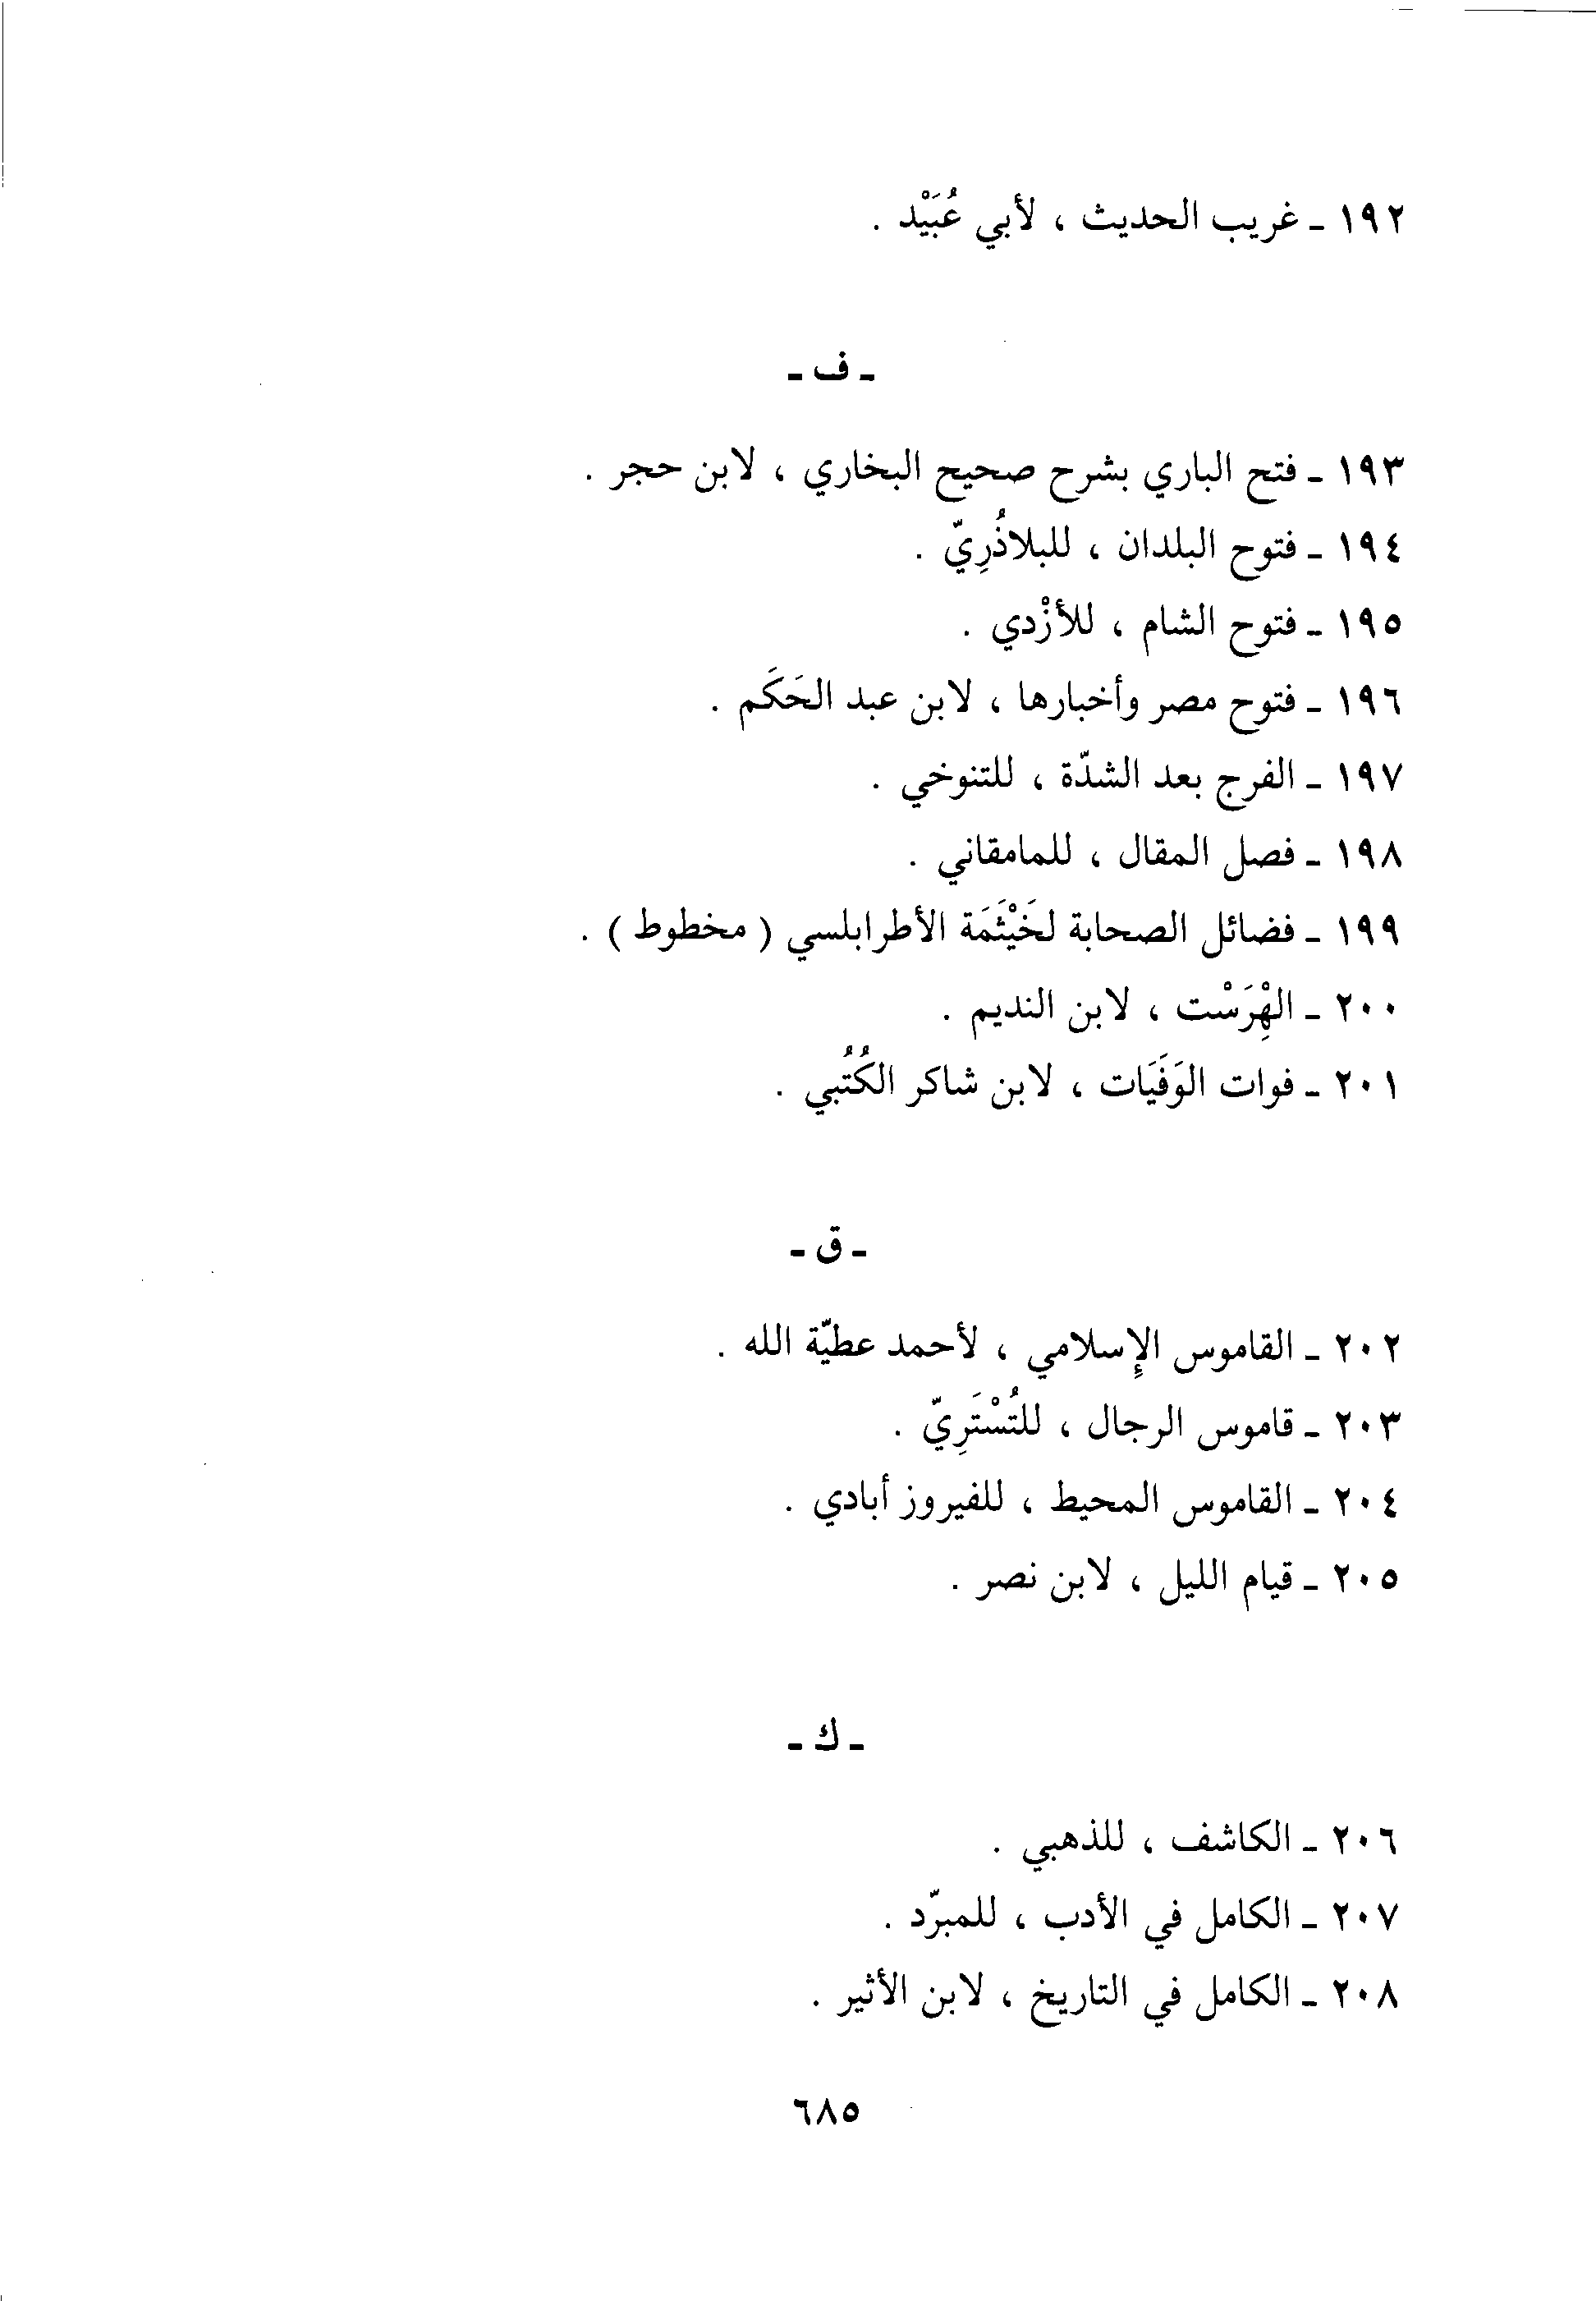 ١٩٢ ـ غريب الحديث ، لأبي عُبَيْد .
ـ ف ـ
١٩٣ ـ فتح الباري بشرح صحيح البخاري ، لابن حجر .
١٩٤ ـ فتوح البلدان ، للبلاذُرِيّ .
١٩٥ ـ فتوح الشام ، للأزْدي .
١٩٦ ـ فتوح مصر وأخبارها ، لابن عبد الحَكَم .
١٩٧ ـ الفرج بعد الشدّة ، للتنوخي .
١٩٨ ـ فصل المقال ، للمامقاني .
١٩٩ ـ فضائل الصحابة لخَيْثَمَة الأطرابلسي ( مخطوط ) .
٢٠٠ ـ الهْرَِسْت ، لابن النديم .
٢٠١ ـ فوات الوَفَيَات ، لابن شاكر الكُتُبي .
ـ ق ـ
٢٠٢ ـ القاموس الإسلامي ، لأحمد عطيّة الله .
٢٠٣ ـ قاموس الرجال ، للتُسْتَرِيّ .
٢٠٤ ـ القاموس المحيط ، للفيروز أبادي .
٢٠٥ ـ قيام الليل ، لابن نصر .
ـ ك ـ
٢٠٦ ـ الكاشف ، للذهبي .
٢٠٧ ـ الكامل في الأدب ، للمبرّد .
٢٠٨ ـ الكامل في التاريخ ، لابن الأثير .
٦٨٥